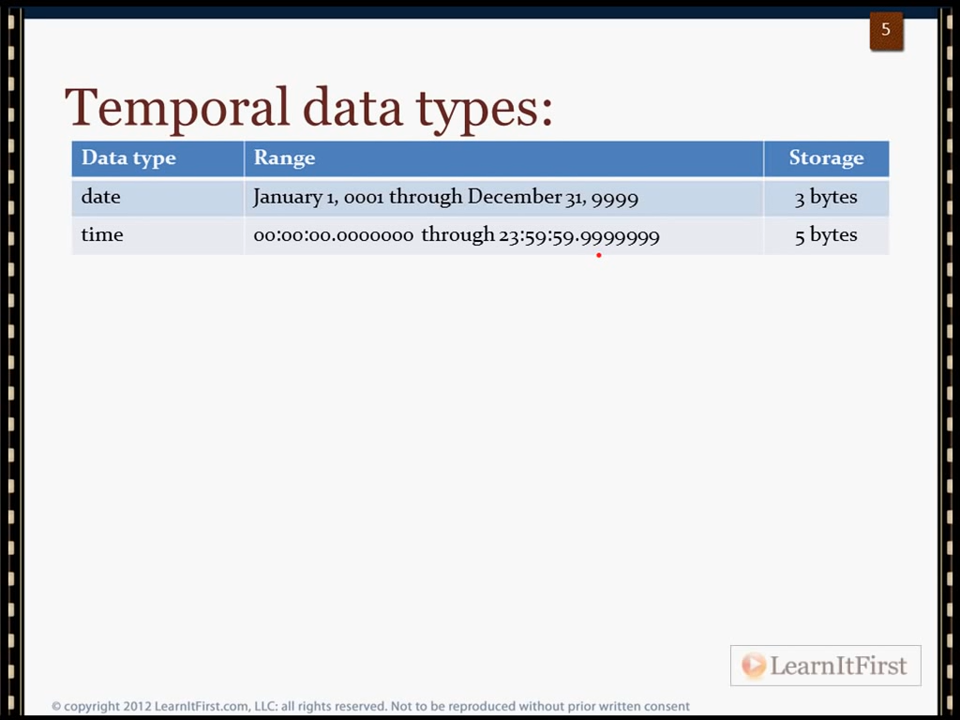 5
Temporal data types:
Data type Range Storage
date January 1, 0001 through December 31, 9999 3 bytes
time 00:00:00.0000000 through 23:59:59.9999999 5 bytes
LearnItFirst
© copyright 2012 LearnItFirst.com, LLC: all rights reserved. Not to be reproduced without prior written consent